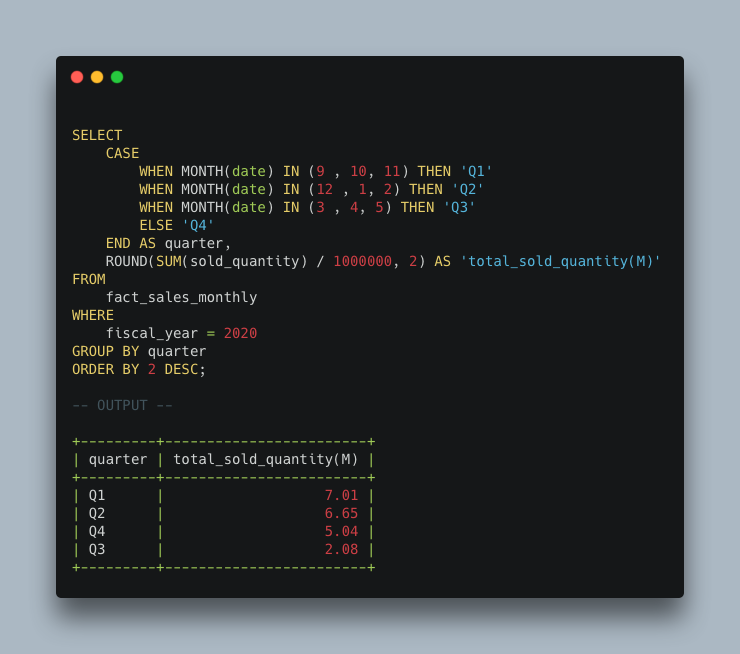 SELECT
    CASE
        WHEN MONTH(date) IN (9 , 10, 11) THEN 'Q1'
        WHEN MONTH(date) IN (12 , 1, 2) THEN 'Q2'
        WHEN MONTH(date) IN (3 , 4, 5) THEN 'Q3'
        ELSE 'Q4'
    END AS quarter,
    ROUND(SUM(sold_quantity) / 1000000, 2) AS 'total_sold_quantity(M)'
FROM
    fact_sales_monthly
WHERE
    fiscal_year = 2020
GROUP BY quarter
ORDER BY 2 DESC;

-- OUTPUT --

+---------+------------------------+
| quarter | total_sold_quantity(M) |
+---------+------------------------+
| Q1      |                   7.01 |
| Q2      |                   6.65 |
| Q4      |                   5.04 |
| Q3      |                   2.08 |
+---------+------------------------+